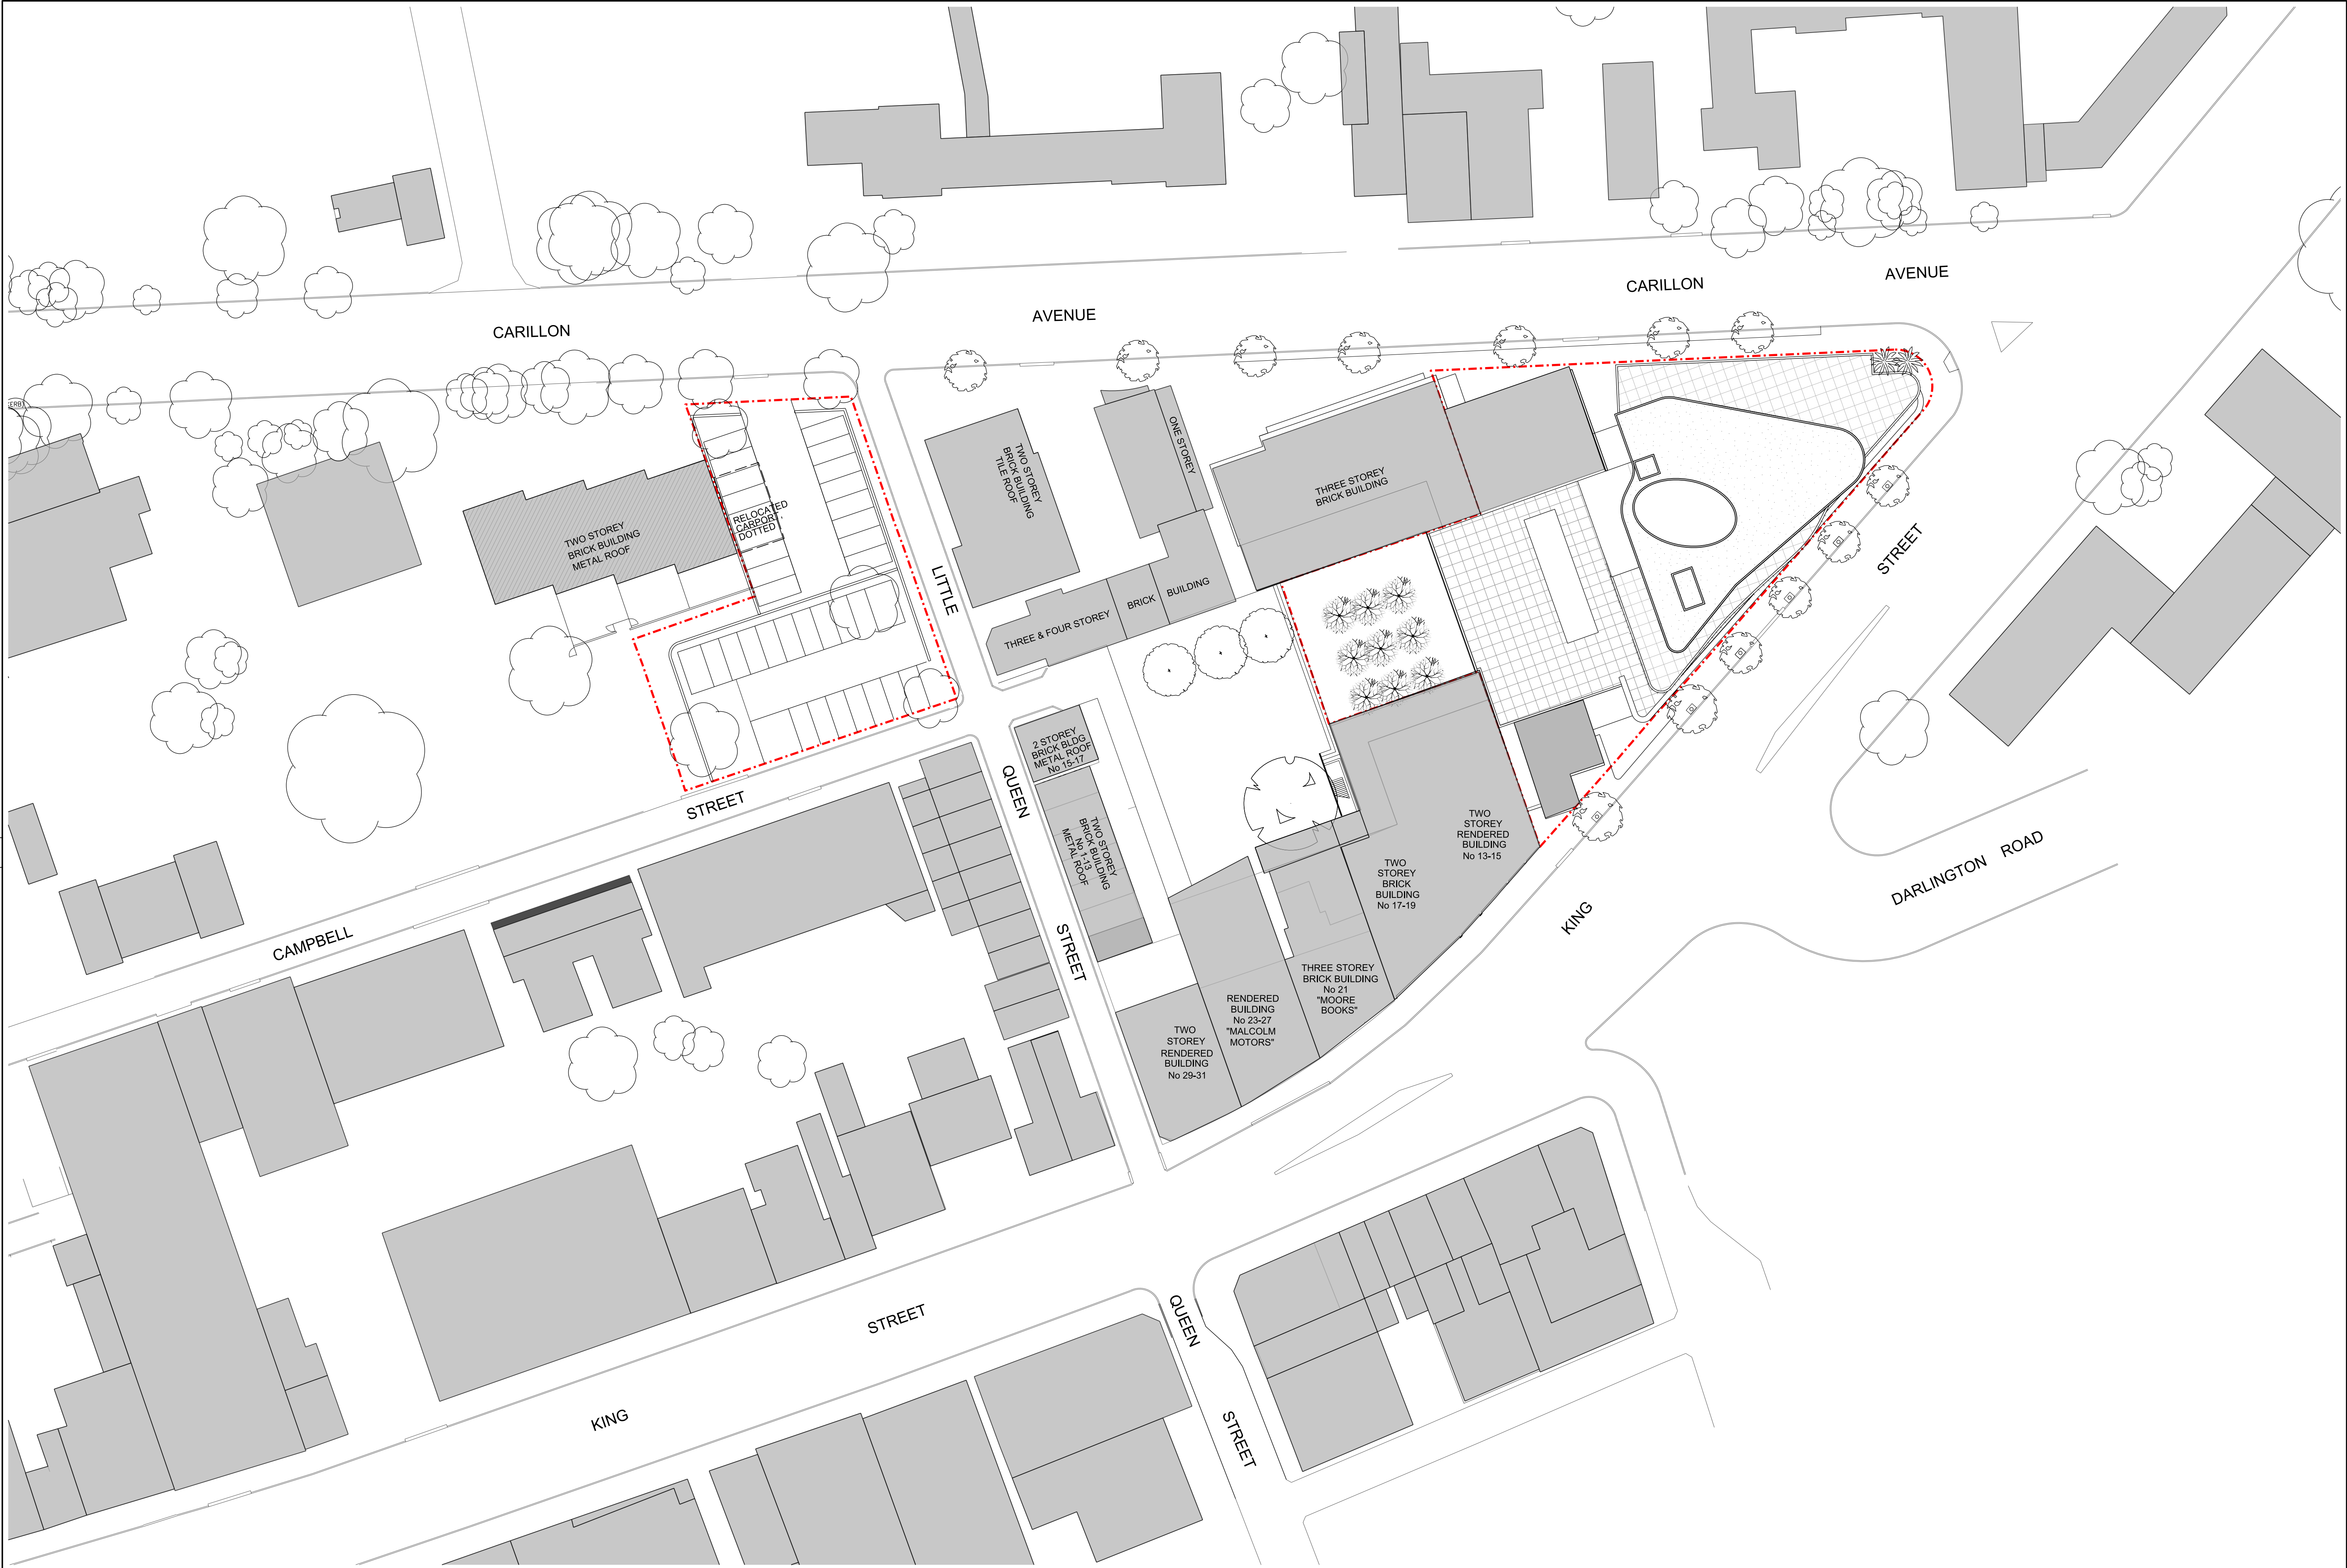 CARILLON
AVENUE
CARILLON
AVENUE
TWO STOREY
BRICK BUILDING
METAL ROOF
RELOCATED
CARPORT
DOTTED
LITTLE
TWO STOREY
BRICK BUILDING
TILE ROOF
ONE STOREY
THREE STOREY
BRICK BUILDING
THREE & FOUR STOREY
BRICK
BUILDING
STREET
2 STOREY
BRICK BLDG
METAL ROOF
No 15-17
QUEEN
STREET
TWO STOREY
BRICK BUILDING
No 1-13
METAL ROOF
STREET
CAMPBELL
TWO
STOREY
RENDERED
BUILDING
No 13-15
TWO
STOREY
BRICK
BUILDING
No 17-19
THREE STOREY
BRICK BUILDING
No 21
"MOORE
BOOKS"
RENDERED
BUILDING
No 23-27
"MALCOLM
MOTORS"
TWO
STOREY
RENDERED
BUILDING
No 29-31
KING
DARLINGTON ROAD
QUEEN
STREET
STREET
KING